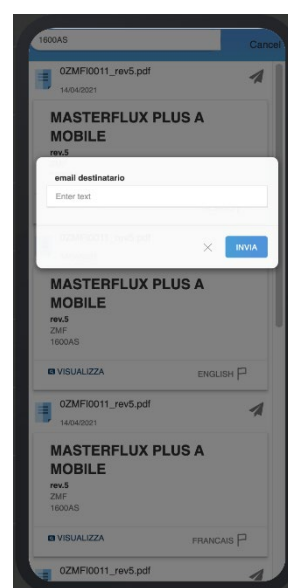 1600AS
Cancel
0ZMFI0011_rev5.pdf
14/04/2021
MASTERFLUX PLUS A
MOBILE
rev.5
email destinatario
Enter text
INVIA
MASTERFLUX PLUS A
MOBILE
rev.5
ZMF
1600AS
VISUALIZZA
ENGLISH
0ZMFI0011_rev5.pdf
14/04/2021
MASTERFLUX PLUS A
MOBILE
rev.5
ZMF
1600AS
VISUALIZZA
FRANCAIS
0ZMFI0011_rev5.pdf